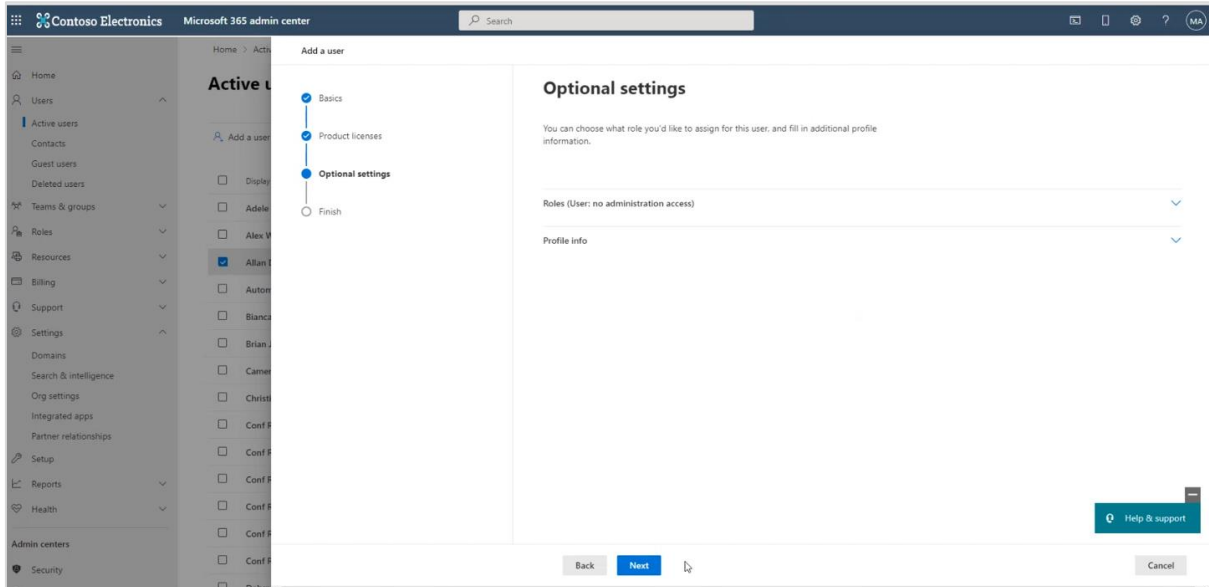 Contoso Electronics
Microsoft 365 admin center
Search
MA
Home
Users
Active users
Contacts
Guest users
Deleted users
Teams & groups
Roles
Resources
Billing
Support
Settings
Domains
Search & intelligence
Org settings
Integrated apps
Partner relationships
Setup
Reports
Health
Admin centers
Security
Home >
Active u
Add a user
Display
Adele
Alex
Allan
Autom
Bianca
Brian
Camer
Christi
Conf
Conf
Conf
Conf
Conf
Conf
Add a user
Basics
Product licenses
Optional settings
Finish
Optional settings
You can choose what role you'd like to assign for this user, and fill in additional profile
information.
Roles (User: no administration access)
Profile info
Help & support
Back
Next
Cancel